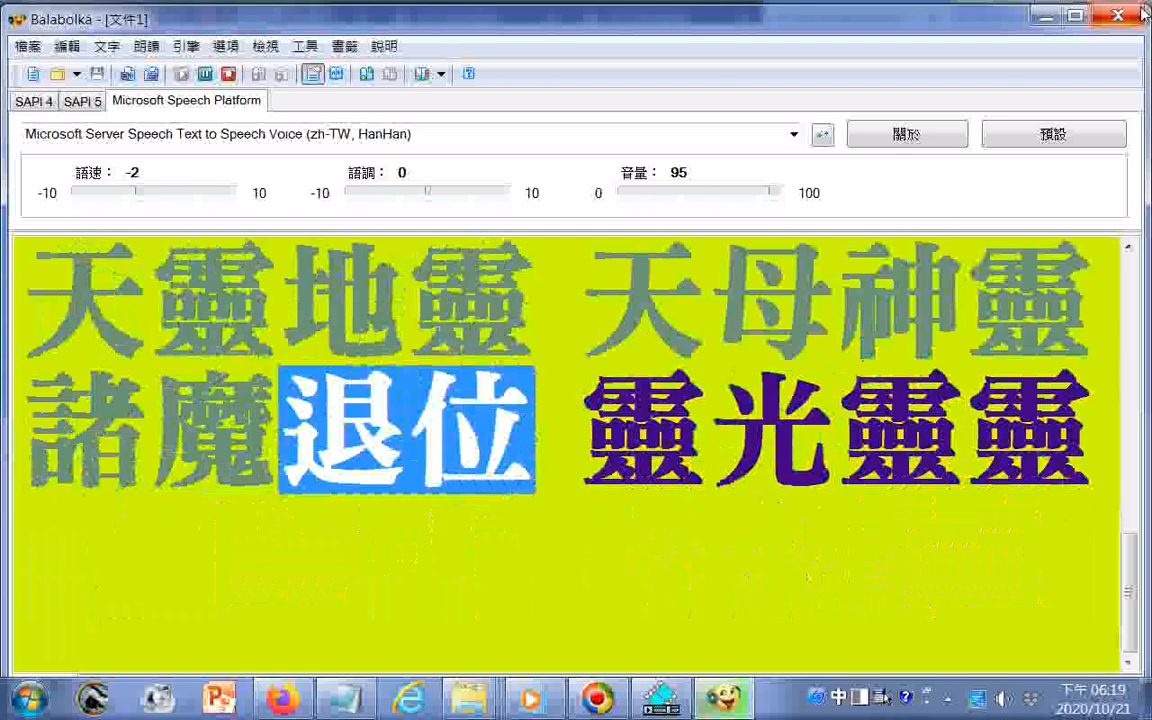 Balabolka - [文件1]
檔案 編輯 文字 朗讀 引擎 選項 檢視 工具 書籤 說明
SAPI 4 SAPI 5 Microsoft Speech Platform
Microsoft Server Speech Text to Speech Voice (zh-TW, HanHan) 關於 預設
語速： -2 語調： 0 音量： 95
-10 10 -10 10 0 100
天靈地靈 天母神靈
諸魔退位 靈光靈靈
中 下午 06:19
2020/10/21